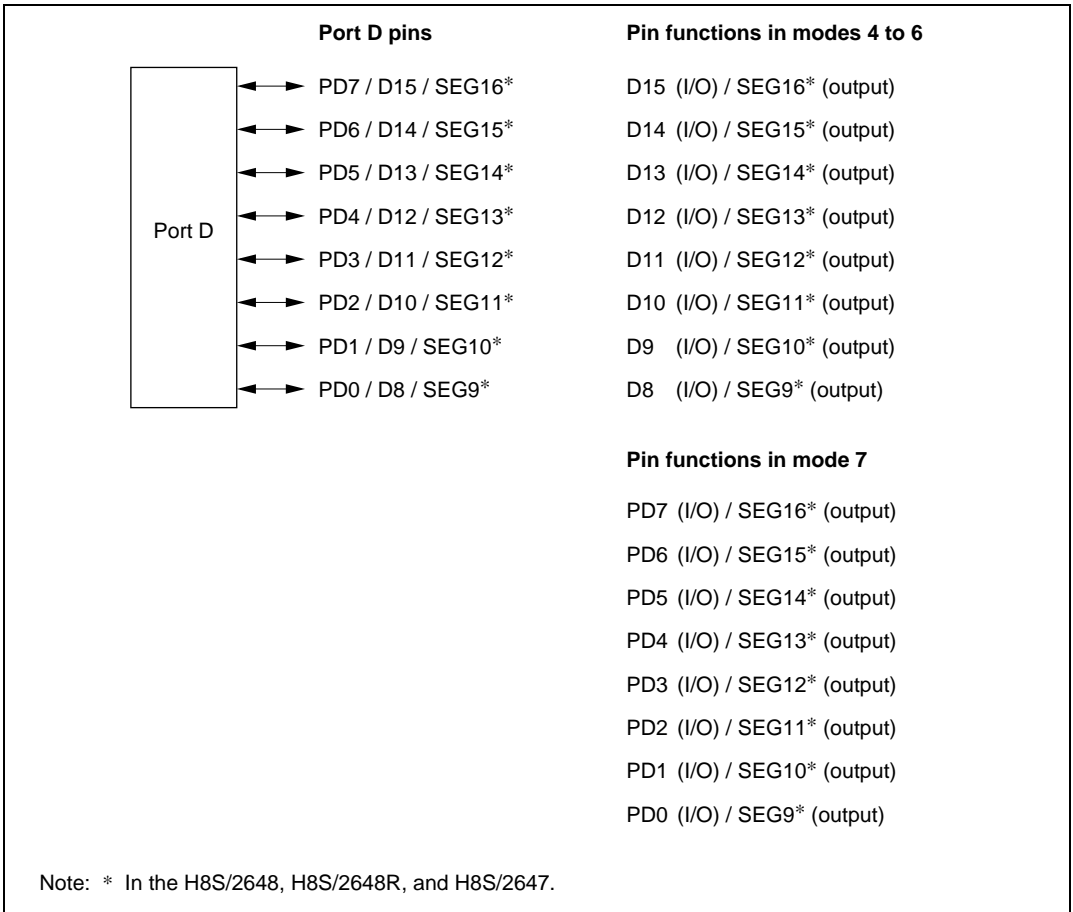 Port D pins Pin functions in modes 4 to 6
PD7 / D15 / SEG16* D15 (I/O) / SEG16* (output)
PD6 / D14 / SEG15* D14 (I/O) / SEG15* (output)
PD5 / D13 / SEG14* D13 (I/O) / SEG14* (output)
PD4 / D12 / SEG13* D12 (I/O) / SEG13* (output)
Port D
PD3 / D11 / SEG12* D11 (I/O) / SEG12* (output)
PD2 / D10 / SEG11* D10 (I/O) / SEG11* (output)
PD1 / D9 / SEG10* D9 (I/O) / SEG10* (output)
PD0 / D8 / SEG9* D8 (I/O) / SEG9* (output)
Pin functions in mode 7
PD7 (I/O) / SEG16* (output)
PD6 (I/O) / SEG15* (output)
PD5 (I/O) / SEG14* (output)
PD4 (I/O) / SEG13* (output)
PD3 (I/O) / SEG12* (output)
PD2 (I/O) / SEG11* (output)
PD1 (I/O) / SEG10* (output)
PD0 (I/O) / SEG9* (output)
Note: * In the H8S/2648, H8S/2648R, and H8S/2647.